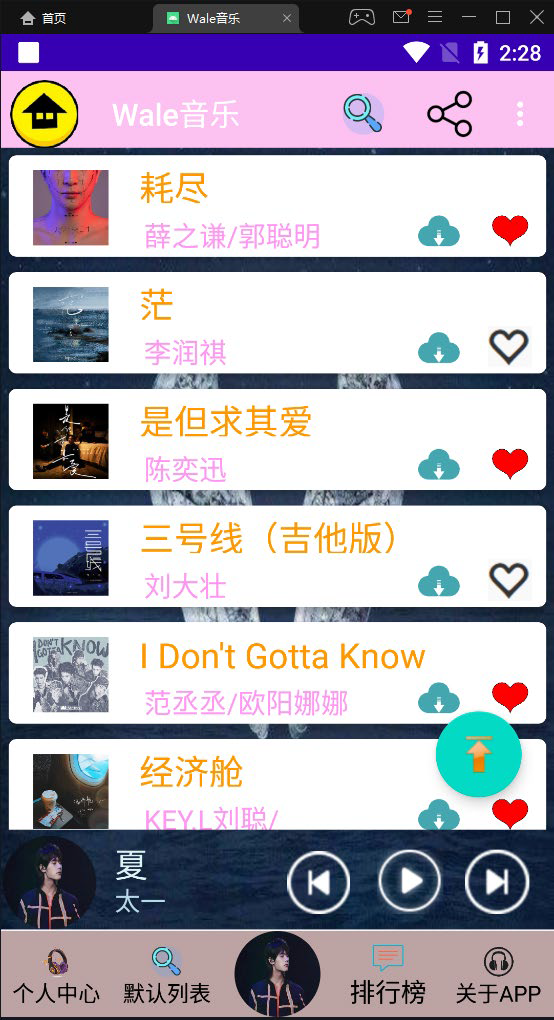 首页
Wale音乐
2:28
Wale音乐
耗尽
薛之谦/郭聪明
茫
李润祺
是但求其爱
陈奕迅
三号线（吉他版）
刘大壮
I DON'T GOTTA KNOW
I Don't Gotta Know
范丞丞/欧阳娜娜
经济舱
KEY.L刘聪/
夏
太一
个人中心
默认列表
排行榜
关于APP